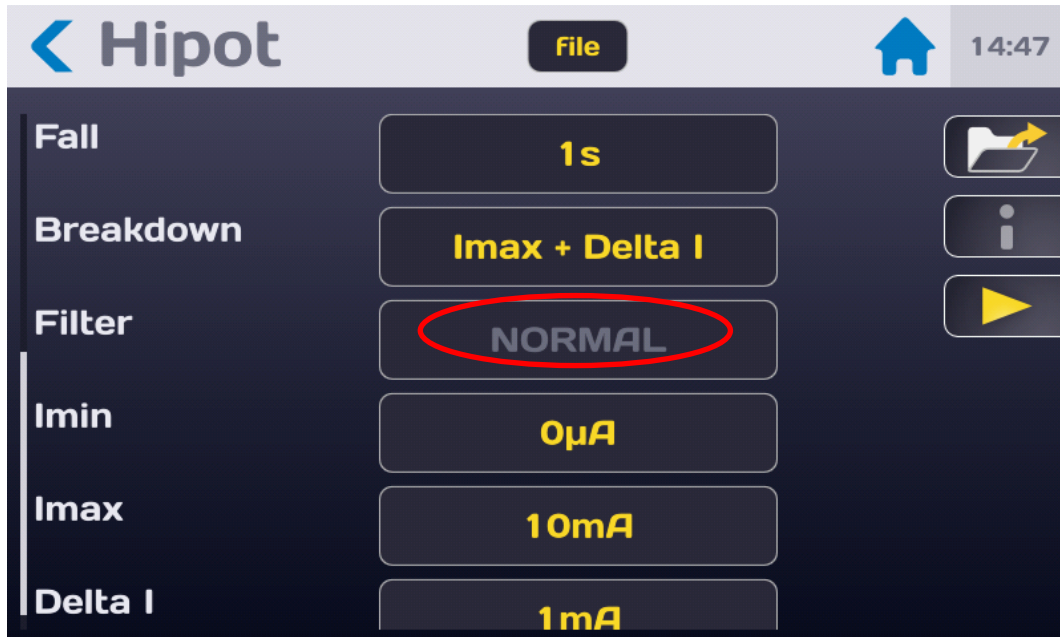 Hipot
File
14:47
Fall
1s
Breakdown
Imax + Delta I
Filter
NORMAL
Imin
0µA
Imax
10mA
Delta I
1mA